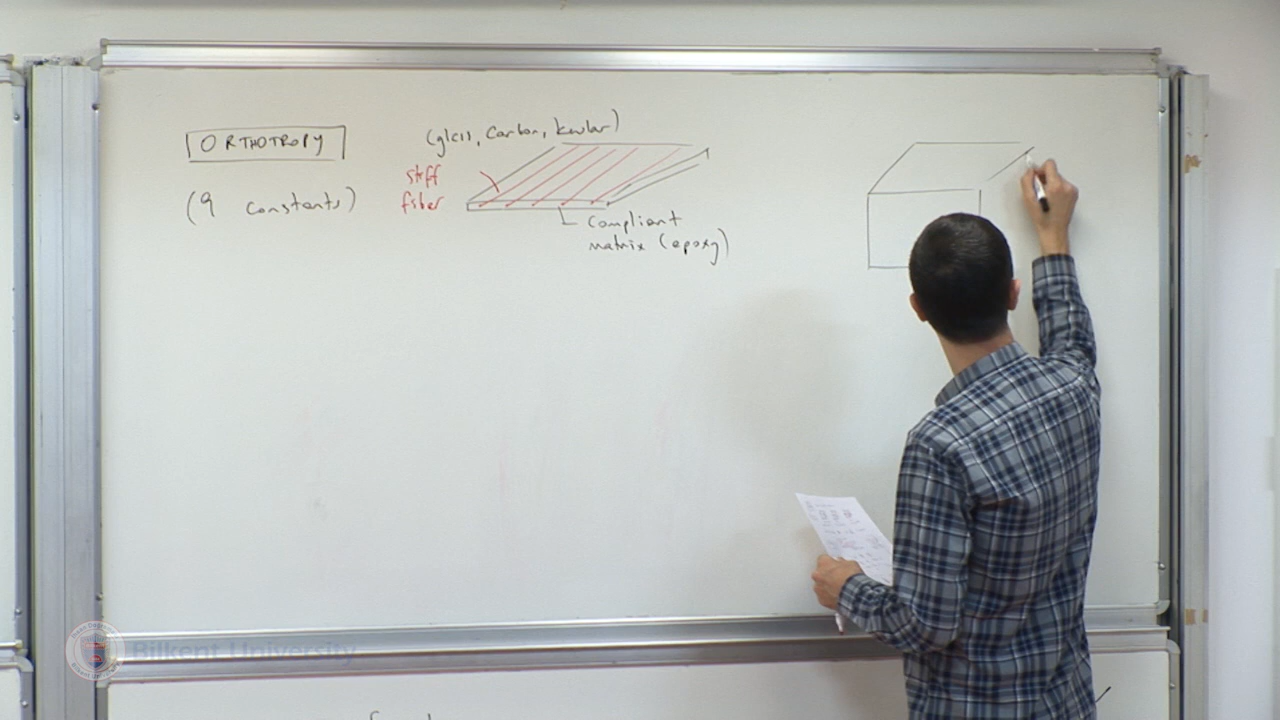 ORTHOTROPY
(9 constants)
(glass, Carbon, kevlar)
stiff
fiber
Compliant
matrix (epoxy)
Bilkent University